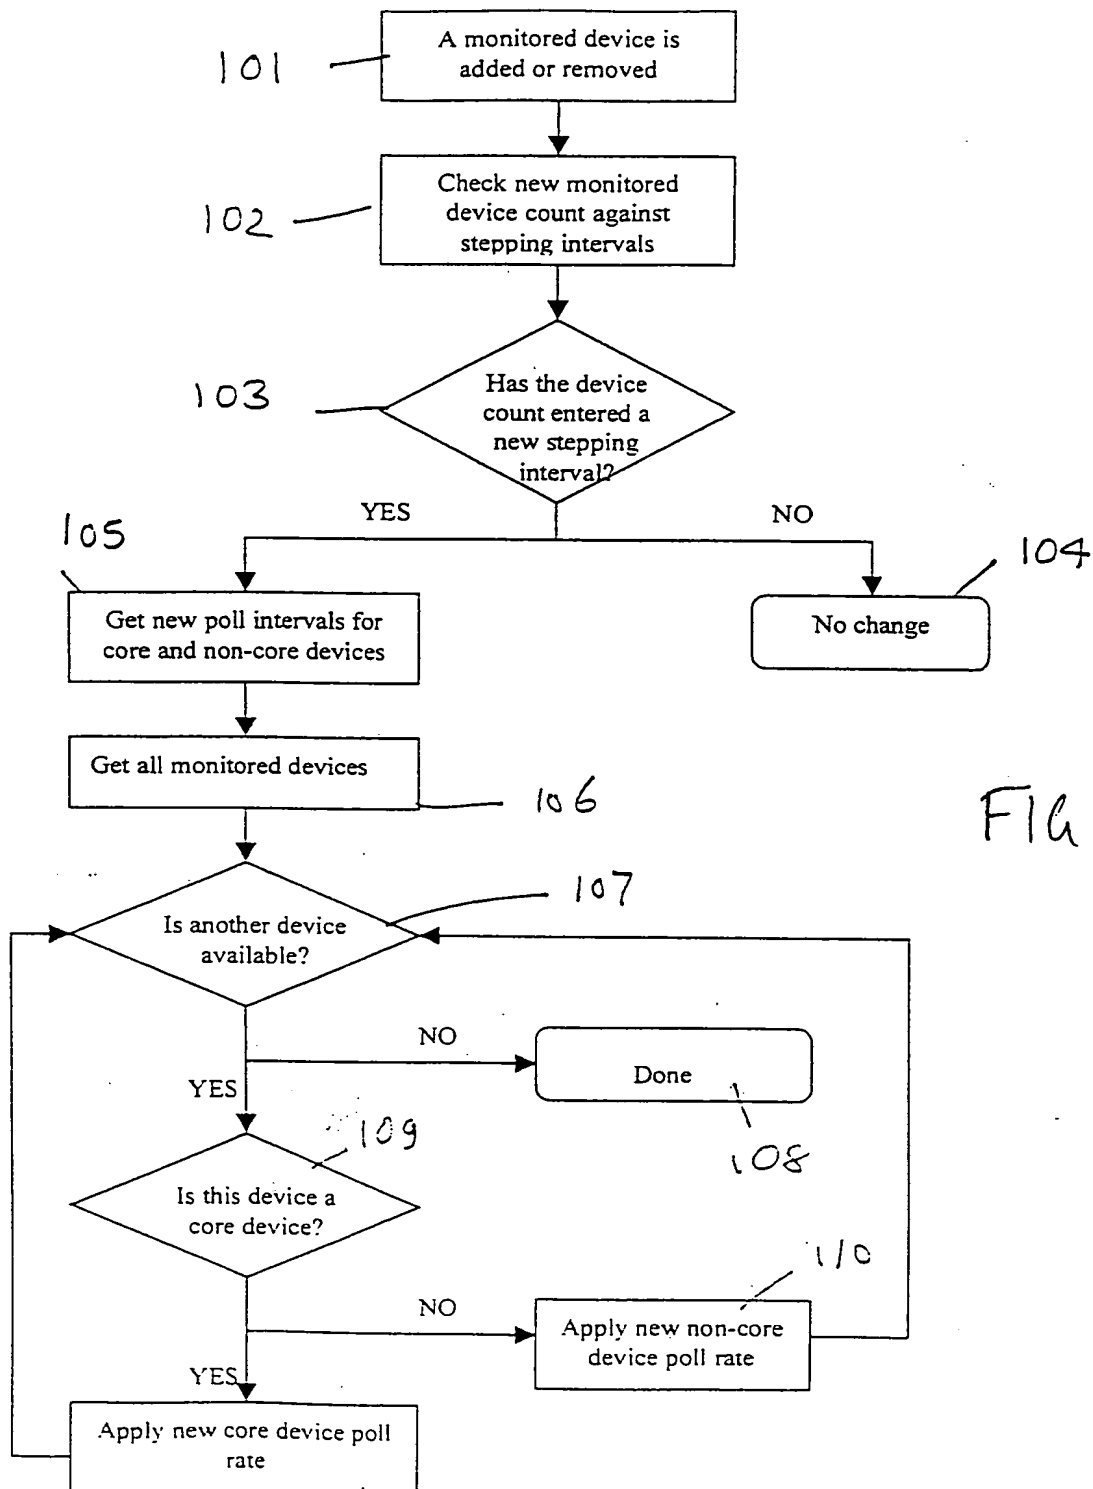 A monitored device is
added or removed
101
Check new monitored
device count against
stepping intervals
102
Has the device
count entered a
new stepping
interval?
103
YES
NO
105
104
Get new poll intervals for
core and non-core devices
No change
Get all monitored devices
106
FIG
107
Is another device
available?
NO
Done
YES
108
109
Is this device a
core device?
110
NO
Apply new non-core
device poll rate
YES
Apply new core device poll
rate